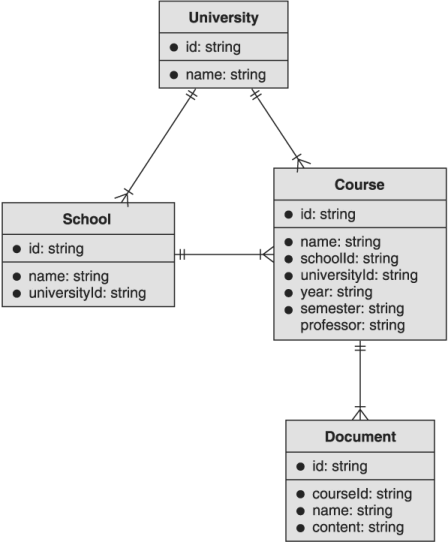 University
● id: string
● name: string
School
● id: string
● name: string
● universityId: string
Course
● id: string
● name: string
● schoolId: string
● universityId: string
● year: string
● semester: string
professor: string
Document
● id: string
● courseId: string
● name: string
● content: string